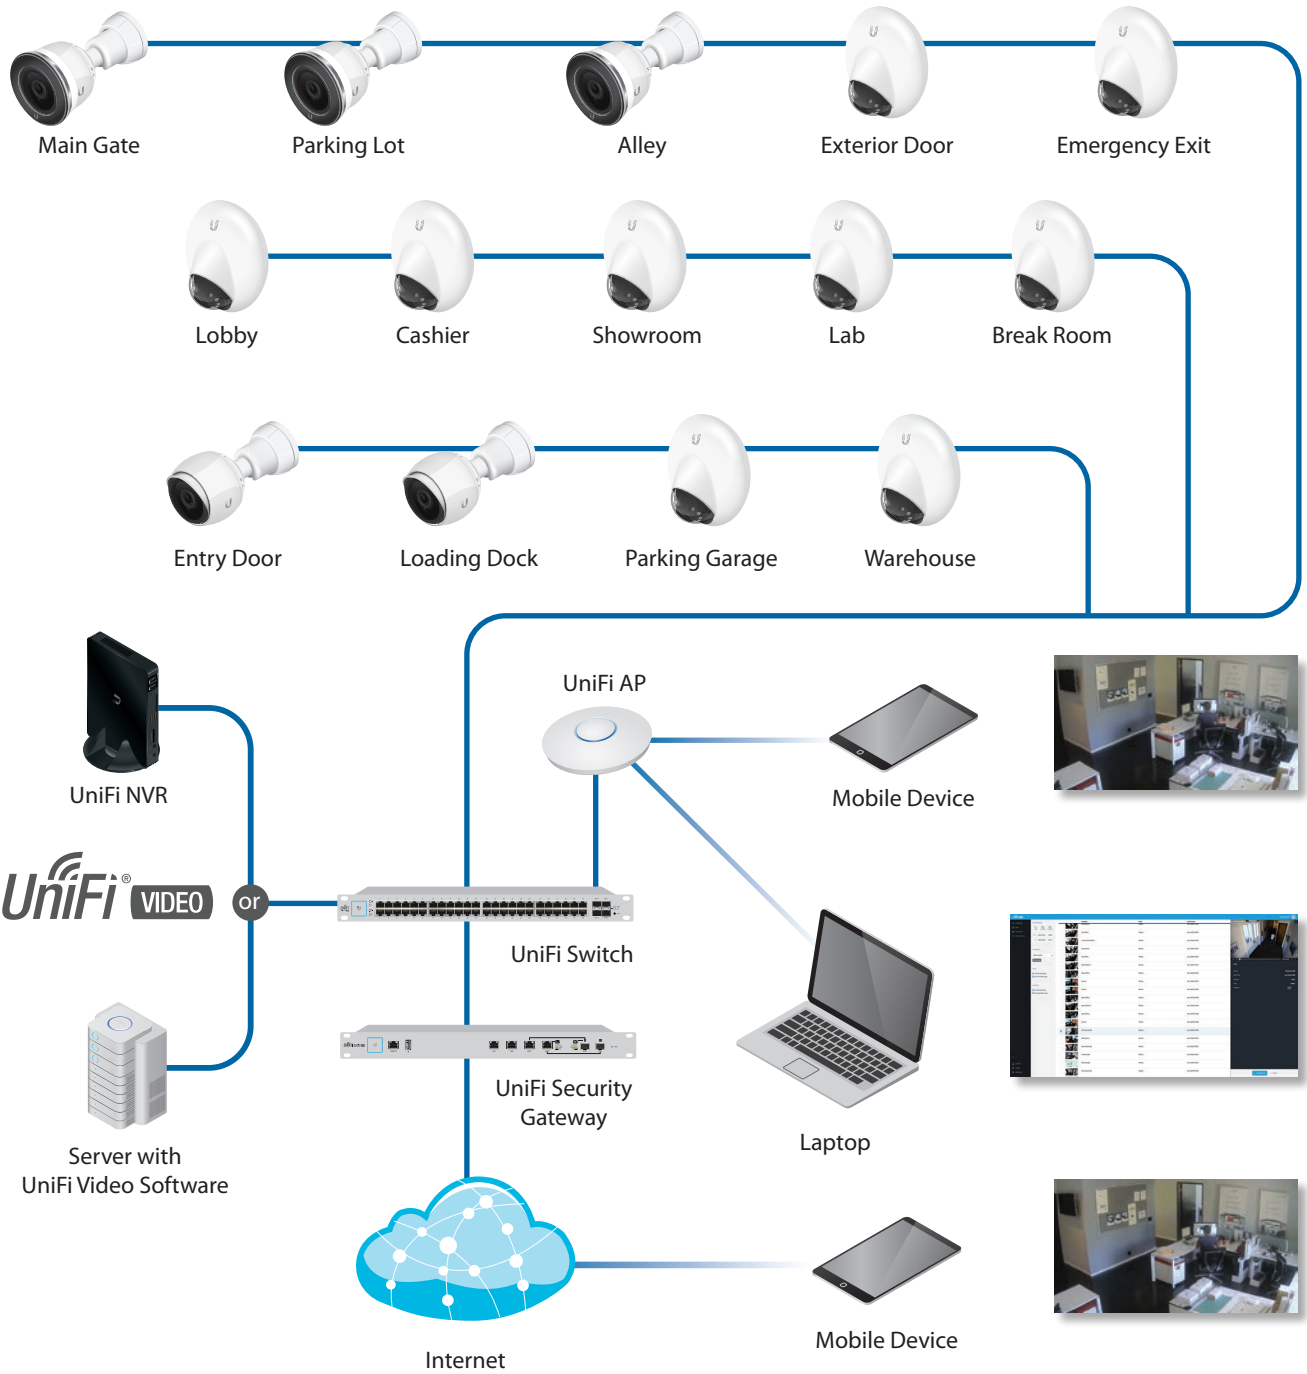 Main Gate
Parking Lot
Alley
Exterior Door
Emergency Exit
Lobby
Cashier
Showroom
Lab
Break Room
Entry Door
Loading Dock
Parking Garage
Warehouse
UniFi NVR
UniFi AP
Mobile Device
UniFi® VIDEO
or
UniFi Switch
UniFi Security
Gateway
Laptop
Server with
UniFi Video Software
Internet
Mobile Device